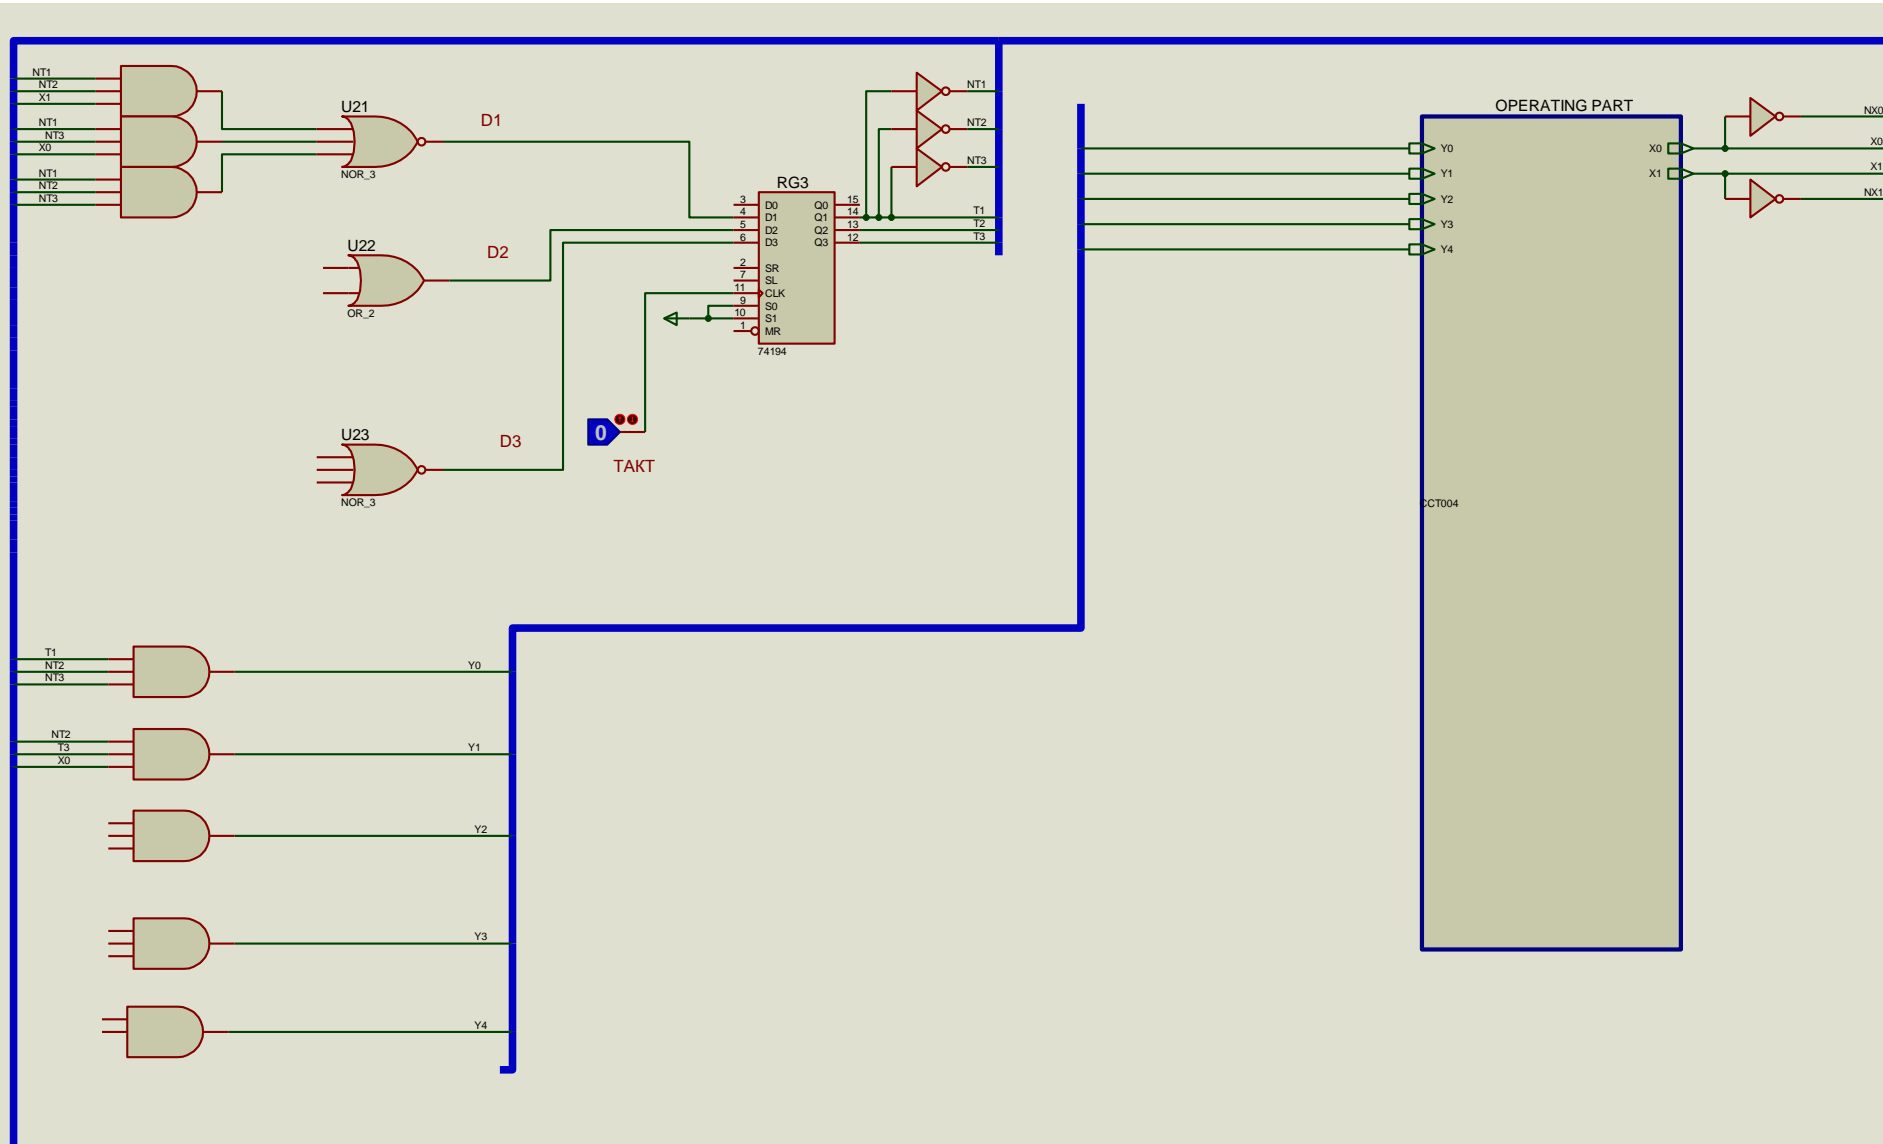 NT1
NT2
X1
NT1
NT3
X0
NT1
NT2
NT3
U21
NOR_3
D1
U22
OR_2
D2
U23
NOR_3
D3
0
TAKT
RG3
3 D0 Q0 15
4 D1 Q1 14
5 D2 Q2 13
6 D3 Q3 12
2 SR
7 SL
11 CLK
9 S0
10 S1
1 MR
74194
NT1
NT2
NT3
T1
T2
T3
OPERATING PART
Y0 X0
Y1 X1
Y2
Y3
Y4
CCT004
NX0
X0
X1
NX1
T1
NT2
NT3
Y0
NT2
T3
X0
Y1
Y2
Y3
Y4